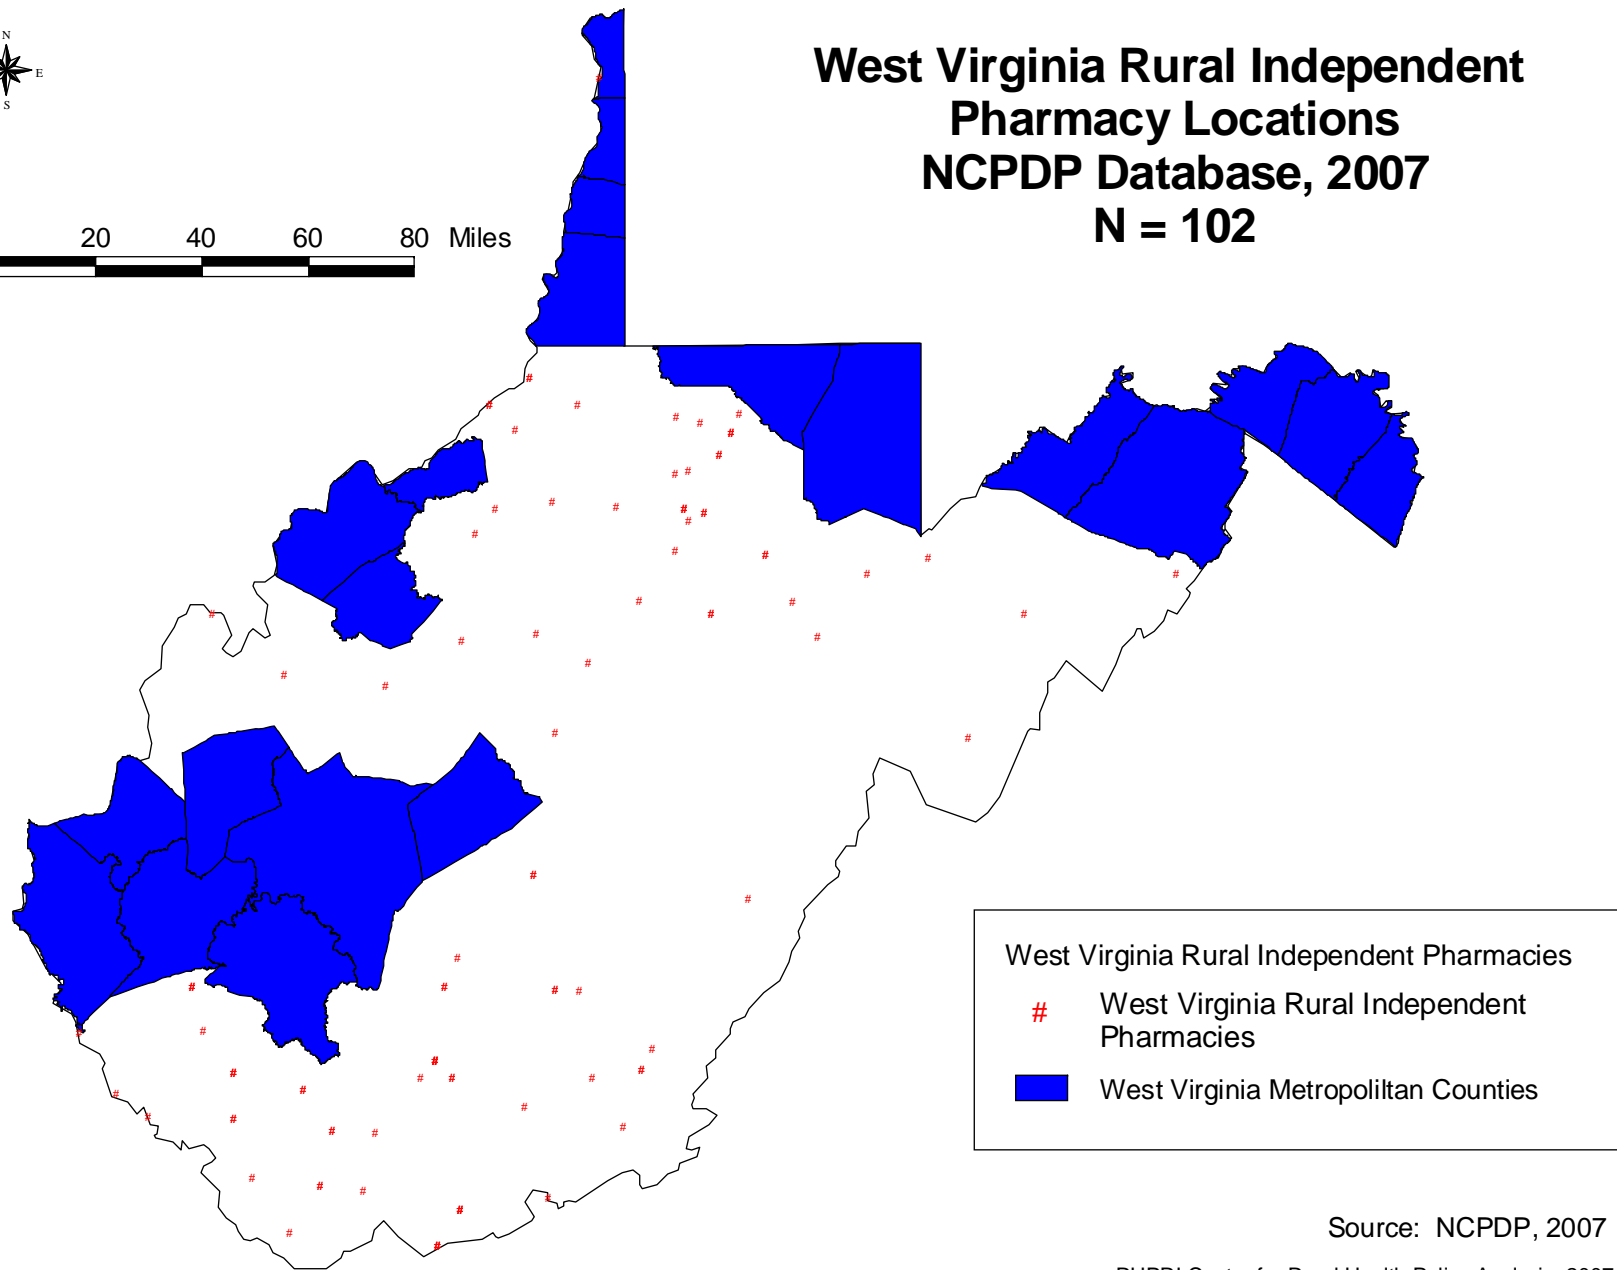 N
E
S
West Virginia Rural Independent
Pharmacy Locations
NCPDP Database, 2007
N = 102
20 40 60 80 Miles
West Virginia Rural Independent Pharmacies
# West Virginia Rural Independent
Pharmacies
West Virginia Metropoliltan Counties
Source: NCPDP, 2007